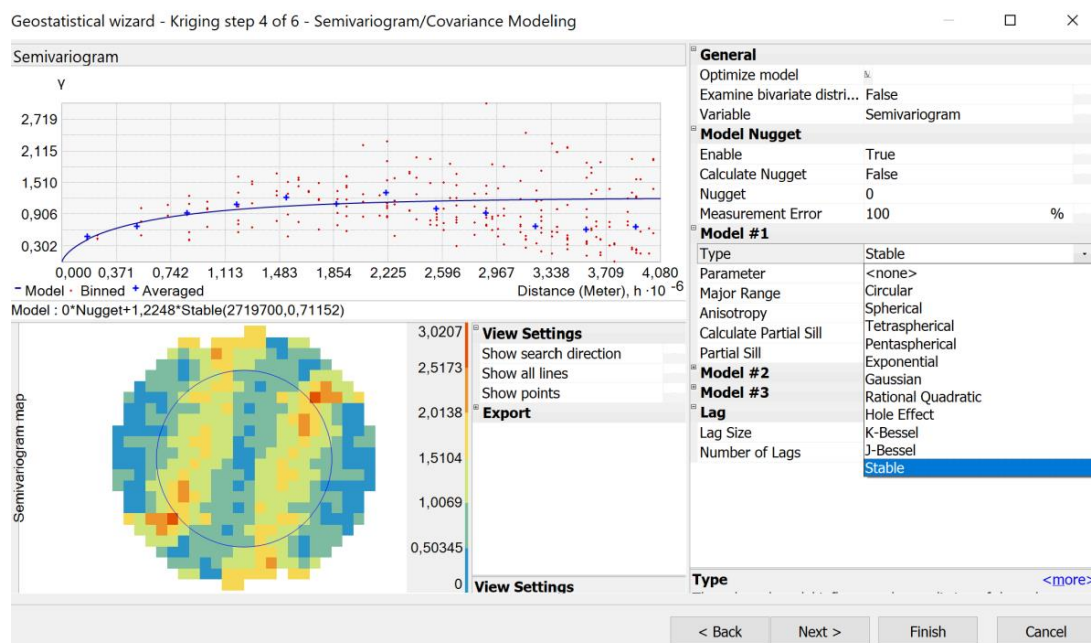 Geostatistical wizard - Kriging step 4 of 6 - Semivariogram/Covariance Modeling
Semivariogram
γ
2,719
2,115
1,510
0,906
0,302
0,000 0,371 0,742 1,113 1,483 1,854 2,225 2,596 2,967 3,338 3,709 4,080
Model Binned Averaged Distance (Meter), h ·10 -6
Model : 0*Nugget+1,2248*Stable(2719700,0,71152)
Semivariogram map
3,0207
2,5173
2,0138
1,5104
1,0069
0,50345
0
View Settings
Show search direction
Show all lines
Show points
Export
View Settings
General
Optimize model
Examine bivariate distri... False
Variable Semivariogram
Model Nugget
Enable True
Calculate Nugget False
Nugget 0
Measurement Error 100 %
Model #1
Type Stable
Parameter <none>
Major Range Circular
Anisotropy Spherical
Calculate Partial Sill Tetraspherical
Partial Sill Pentaspherical
Model #2 Exponential
Model #3 Gaussian
Lag Rational Quadratic
Lag Size Hole Effect
Number of Lags K-Bessel
J-Bessel
Stable
Type <more>
< Back Next > Finish Cancel